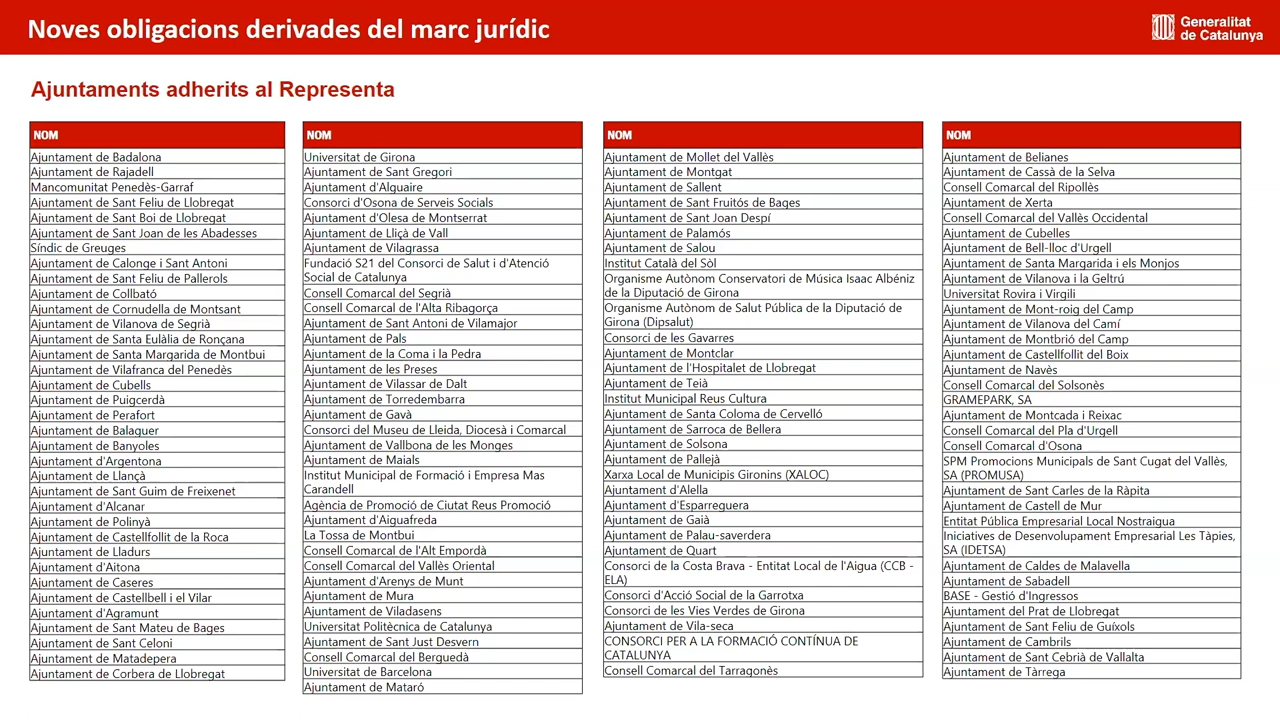 Noves obligacions derivades del marc jurídic
Generalitat
de Catalunya
Ajuntaments adherits al Representa
NOM
Ajuntament de Badalona
Ajuntament de Rajadell
Mancomunitat Penedès-Garraf
Ajuntament de Sant Feliu de Llobregat
Ajuntament de Sant Boi de Llobregat
Ajuntament de Sant Joan de les Abadesses
Síndic de Greuges
Ajuntament de Calonge i Sant Antoni
Ajuntament de Sant Feliu de Pallerols
Ajuntament de Collbató
Ajuntament de Cornudella de Montsant
Ajuntament de Vilanova de Segrià
Ajuntament de Santa Eulàlia de Ronçana
Ajuntament de Santa Margarida de Montbui
Ajuntament de Vilafranca del Penedès
Ajuntament de Cubells
Ajuntament de Puigcerdà
Ajuntament de Perafort
Ajuntament de Balaguer
Ajuntament de Banyoles
Ajuntament d'Argentona
Ajuntament de Llançà
Ajuntament de Sant Guim de Freixenet
Ajuntament d'Alcanar
Ajuntament de Polinyà
Ajuntament de Castellfollit de la Roca
Ajuntament de Lladurs
Ajuntament d'Aitona
Ajuntament de Caseres
Ajuntament de Castellbell i el Vilar
Ajuntament d'Agramunt
Ajuntament de Sant Mateu de Bages
Ajuntament de Sant Celoni
Ajuntament de Matadepera
Ajuntament de Corbera de Llobregat
NOM
Universitat de Girona
Ajuntament de Sant Gregori
Ajuntament d'Alguaire
Consorci d'Osona de Serveis Socials
Ajuntament d'Olesa de Montserrat
Ajuntament de Lliçà de Vall
Ajuntament de Vilagrassa
Fundació S21 del Consorci de Salut i d'Atenció
Social de Catalunya
Consell Comarcal del Segrià
Consell Comarcal de l'Alta Ribagorça
Ajuntament de Sant Antoni de Vilamajor
Ajuntament de Pals
Ajuntament de la Coma i la Pedra
Ajuntament de les Preses
Ajuntament de Vilassar de Dalt
Ajuntament de Torredembarra
Ajuntament de Gavà
Consorci del Museu de Lleida, Diocesà i Comarcal
Ajuntament de Vallbona de les Monges
Ajuntament de Maials
Institut Municipal de Formació i Empresa Mas
Carandell
Agència de Promoció de Ciutat Reus Promoció
Ajuntament d'Aiguafreda
La Tossa de Montbui
Consell Comarcal de l'Alt Empordà
Consell Comarcal del Vallès Oriental
Ajuntament d'Arenys de Munt
Ajuntament de Mura
Ajuntament de Viladasens
Universitat Politècnica de Catalunya
Ajuntament de Sant Just Desvern
Consell Comarcal del Berguedà
Universitat de Barcelona
Ajuntament de Mataró
NOM
Ajuntament de Mollet del Vallès
Ajuntament de Montgat
Ajuntament de Sallent
Ajuntament de Sant Fruitós de Bages
Ajuntament de Sant Joan Despí
Ajuntament de Palamós
Ajuntament de Salou
Institut Català del Sòl
Organisme Autònom Conservatori de Música Isaac Albéniz
de la Diputació de Girona
Organisme Autònom de Salut Pública de la Diputació de
Girona (Dipsalut)
Consorci de les Gavarres
Ajuntament de Montclar
Ajuntament de l'Hospitalet de Llobregat
Ajuntament de Teià
Institut Municipal Reus Cultura
Ajuntament de Santa Coloma de Cervelló
Ajuntament de Sarroca de Bellera
Ajuntament de Solsona
Ajuntament de Pallejà
Xarxa Local de Municipis Gironins (XALOC)
Ajuntament d'Alella
Ajuntament d'Esparreguera
Ajuntament de Gaià
Ajuntament de Palau-saverdera
Ajuntament de Quart
Consorci de la Costa Brava - Entitat Local de l'Aigua (CCB -
ELA)
Consorci d'Acció Social de la Garrotxa
Consorci de les Vies Verdes de Girona
Ajuntament de Vila-seca
CONSORCI PER A LA FORMACIÓ CONTÍNUA DE
CATALUNYA
Consell Comarcal del Tarragonès
NOM
Ajuntament de Belianes
Ajuntament de Cassà de la Selva
Consell Comarcal del Ripollès
Ajuntament de Xerta
Consell Comarcal del Vallès Occidental
Ajuntament de Cubelles
Ajuntament de Bell-lloc d'Urgell
Ajuntament de Santa Margarida i els Monjos
Ajuntament de Vilanova i la Geltrú
Universitat Rovira i Virgili
Ajuntament de Mont-roig del Camp
Ajuntament de Vilanova del Camí
Ajuntament de Montbrió del Camp
Ajuntament de Castellfollit del Boix
Ajuntament de Navès
Consell Comarcal del Solsonès
GRAMEPARK, SA
Ajuntament de Montcada i Reixac
Consell Comarcal del Pla d'Urgell
Consell Comarcal d'Osona
SPM Promocions Municipals de Sant Cugat del Vallès,
SA (PROMUSA)
Ajuntament de Sant Carles de la Ràpita
Ajuntament de Castell de Mur
Entitat Pública Empresarial Local Nostraigua
Iniciatives de Desenvolupament Empresarial Les Tàpies,
SA (IDETSA)
Ajuntament de Caldes de Malavella
Ajuntament de Sabadell
BASE - Gestió d'Ingressos
Ajuntament del Prat de Llobregat
Ajuntament de Sant Feliu de Guíxols
Ajuntament de Cambrils
Ajuntament de Sant Cebrià de Vallalta
Ajuntament de Tàrrega